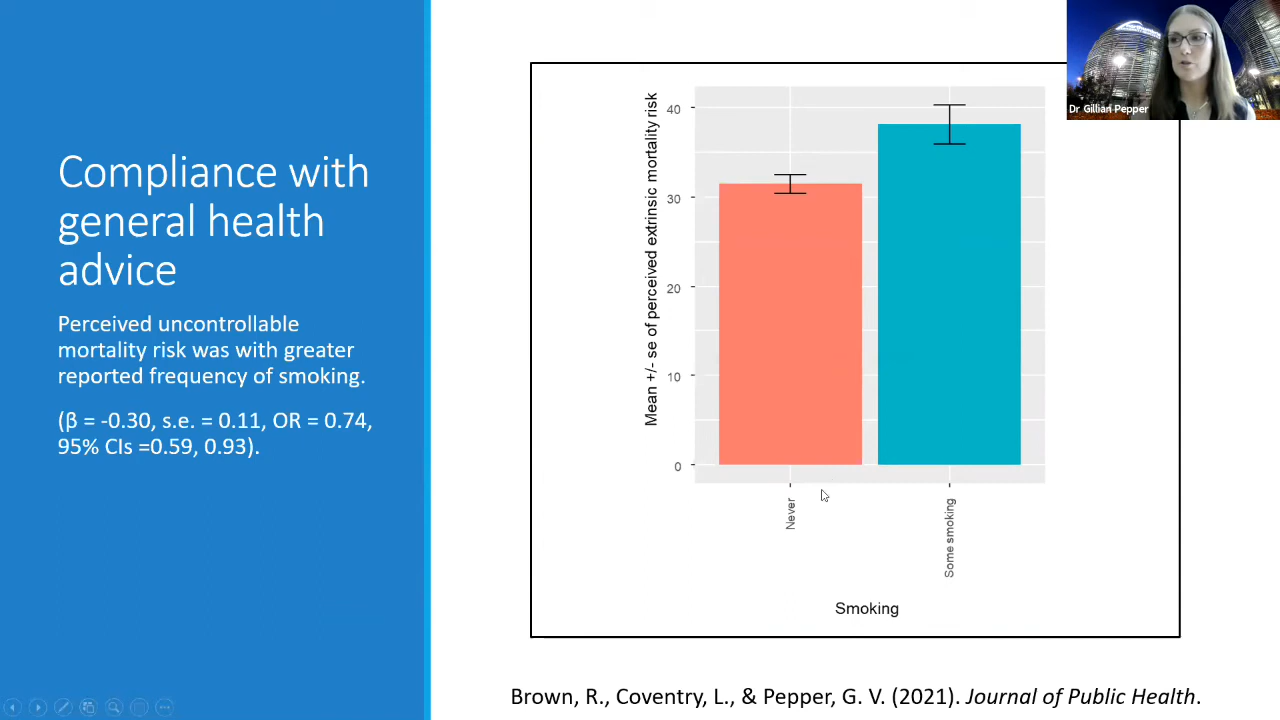 Compliance with
general health
advice
Perceived uncontrollable
mortality risk was with greater
reported frequency of smoking.
(β = -0.30, s.e. = 0.11, OR = 0.74,
95% CIs =0.59, 0.93).
Mean +/- se of perceived extrinsic mortality risk
40
30
20
10
0
Never
Some smoking
Smoking
Dr Gillian Pepper
Brown, R., Coventry, L., & Pepper, G. V. (2021). Journal of Public Health.